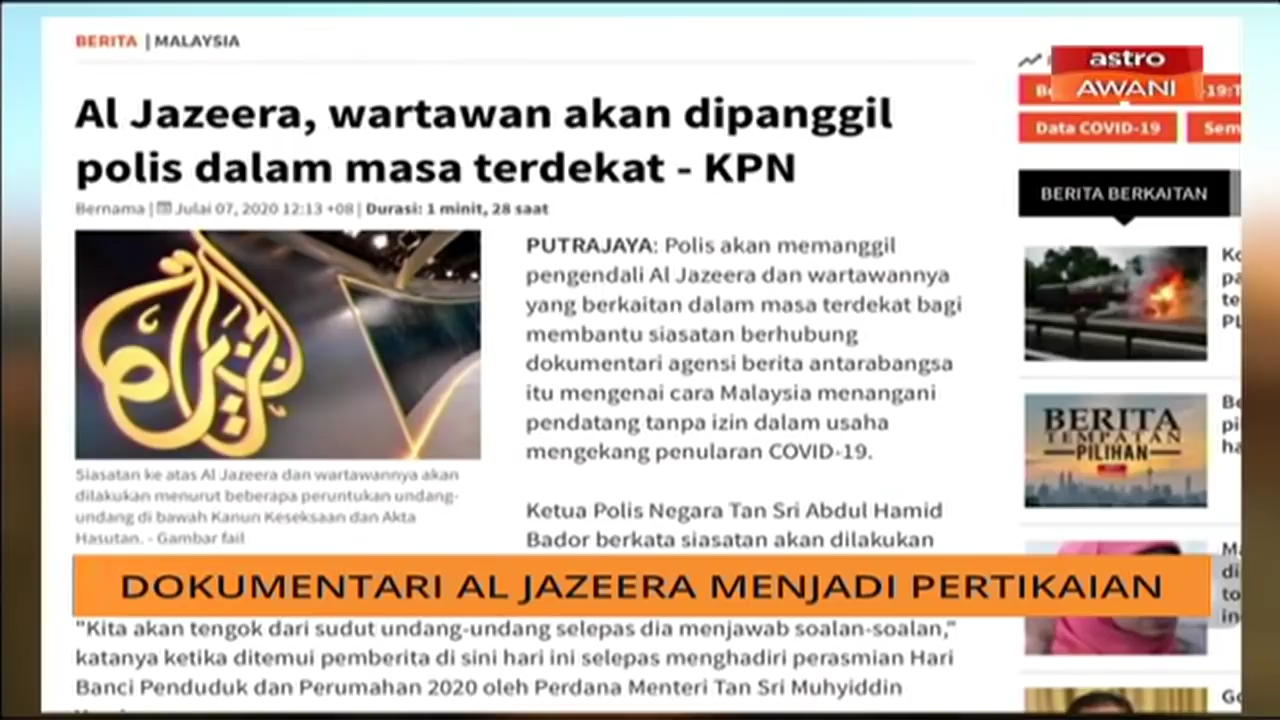 BERITA | MALAYSIA
Al Jazeera, wartawan akan dipanggil
polis dalam masa terdekat - KPN
Bernama | Julai 07, 2020 12:13 +08 | Durasi: 1 minit, 28 saat
Siasatan ke atas Al Jazeera dan wartawannya akan
dilakukan menurut beberapa peruntukan undang-
undang di bawah Kanun Keseksaan dan Akta
Hasutan. - Gambar fail
PUTRAJAYA: Polis akan memanggil
pengendali Al Jazeera dan wartawannya
yang berkaitan dalam masa terdekat bagi
membantu siasatan berhubung
dokumentari agensi berita antarabangsa
itu mengenai cara Malaysia menangani
pendatang tanpa izin dalam usaha
mengekang penularan COVID-19.
Ketua Polis Negara Tan Sri Abdul Hamid
Bador berkata siasatan akan dilakukan
DOKUMENTARI AL JAZEERA MENJADI PERTIKAIAN
"Kita akan tengok dari sudut undang-undang selepas dia menjawab soalan-soalan,"
katanya ketika ditemui pemberita di sini hari ini selepas menghadiri perasmian Hari
Banci Penduduk dan Perumahan 2020 oleh Perdana Menteri Tan Sri Muhyiddin
astro
AWANI
Data COVID-19
BERITA BERKAITAN
BERITA
TEMPATAN
PILIHAN